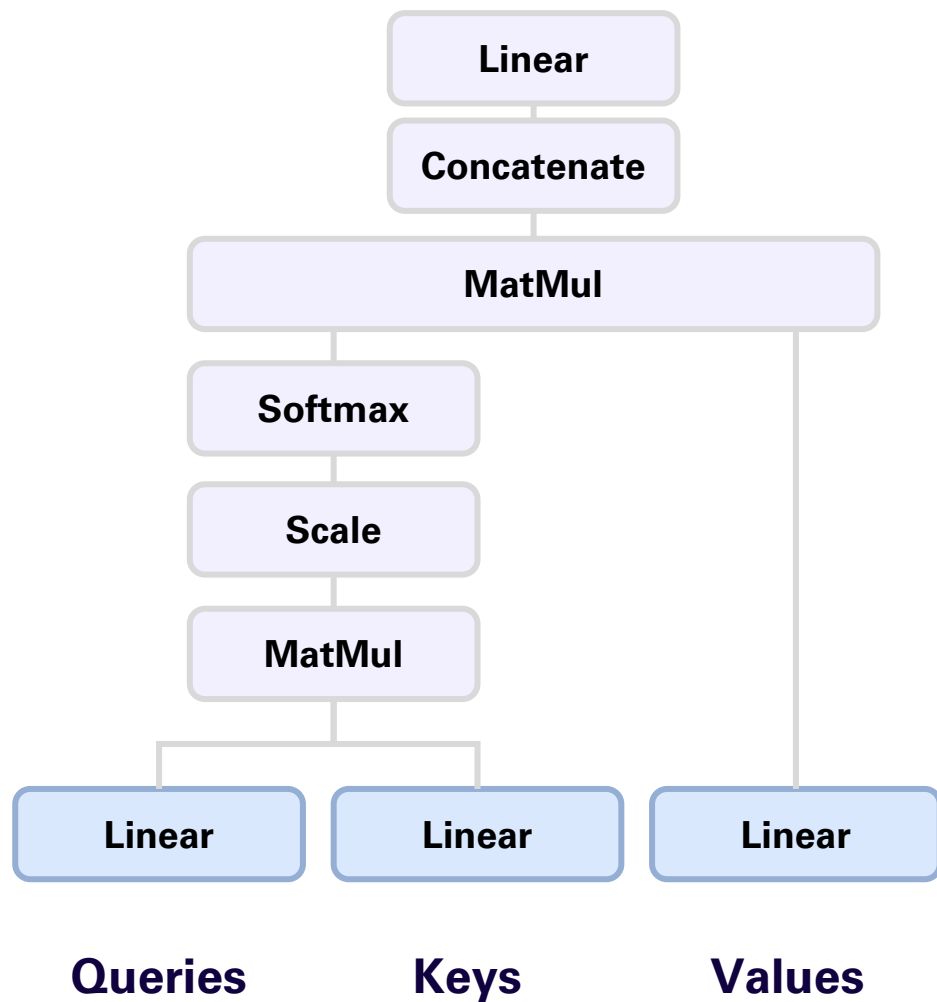 Linear
Concatenate
MatMul
Softmax
Scale
MatMul
Linear Linear Linear
Queries Keys Values